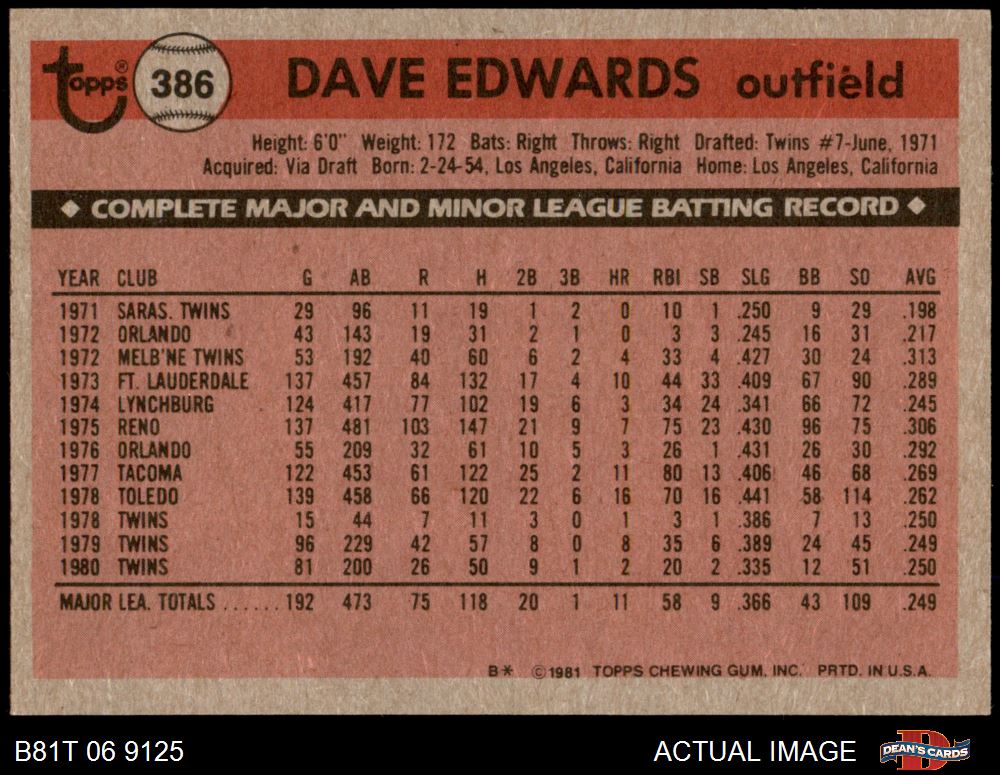 topps® 386 DAVE EDWARDS outfield
Height: 6'0" Weight: 172 Bats: Right Throws: Right Drafted: Twins #7-June, 1971
Acquired: Via Draft Born: 2-24-54, Los Angeles, California Home: Los Angeles, California
◆ COMPLETE MAJOR AND MINOR LEAGUE BATTING RECORD ◆
YEAR CLUB G AB R H 2B 3B HR RBI SB SLG BB SO AVG
1971 SARAS. TWINS 29 96 11 19 1 2 0 10 1 .250 9 29 .198
1972 ORLANDO 43 143 19 31 2 1 0 3 3 .245 16 31 .217
1972 MELB'NE TWINS 53 192 40 60 6 2 4 33 4 .427 30 24 .313
1973 FT. LAUDERDALE 137 457 84 132 17 4 10 44 33 .409 67 90 .289
1974 LYNCHBURG 124 417 77 102 19 6 3 34 24 .341 66 72 .245
1975 RENO 137 481 103 147 21 9 7 75 23 .430 96 75 .306
1976 ORLANDO 55 209 32 61 10 5 3 26 1 .431 26 30 .292
1977 TACOMA 122 453 61 122 25 2 11 80 13 .406 46 68 .269
1978 TOLEDO 139 458 66 120 22 6 16 70 16 .441 58 114 .262
1978 TWINS 15 44 7 11 3 0 1 3 1 .386 7 13 .250
1979 TWINS 96 229 42 57 8 0 8 35 6 .389 24 45 .249
1980 TWINS 81 200 26 50 9 1 2 20 2 .335 12 51 .250
MAJOR LEA. TOTALS ...... 192 473 75 118 20 1 11 58 9 .366 43 109 .249
B* ©1981 TOPPS CHEWING GUM, INC. PRTD. IN U.S.A.
B81T 06 9125 ACTUAL IMAGE DEAN'S CARDS